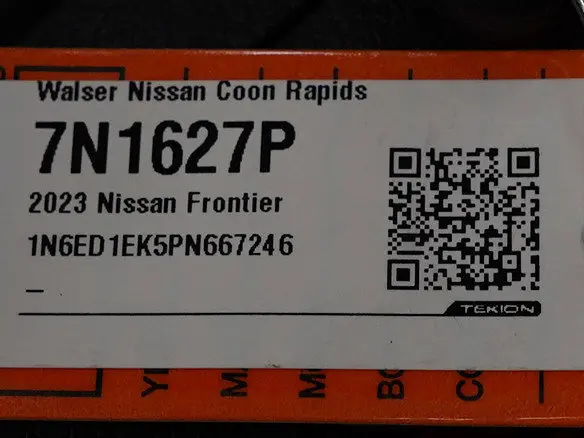 Walser Nissan Coon Rapids
7N1627P
2023 Nissan Frontier
1N6ED1EK5PN667246
_
TEKION